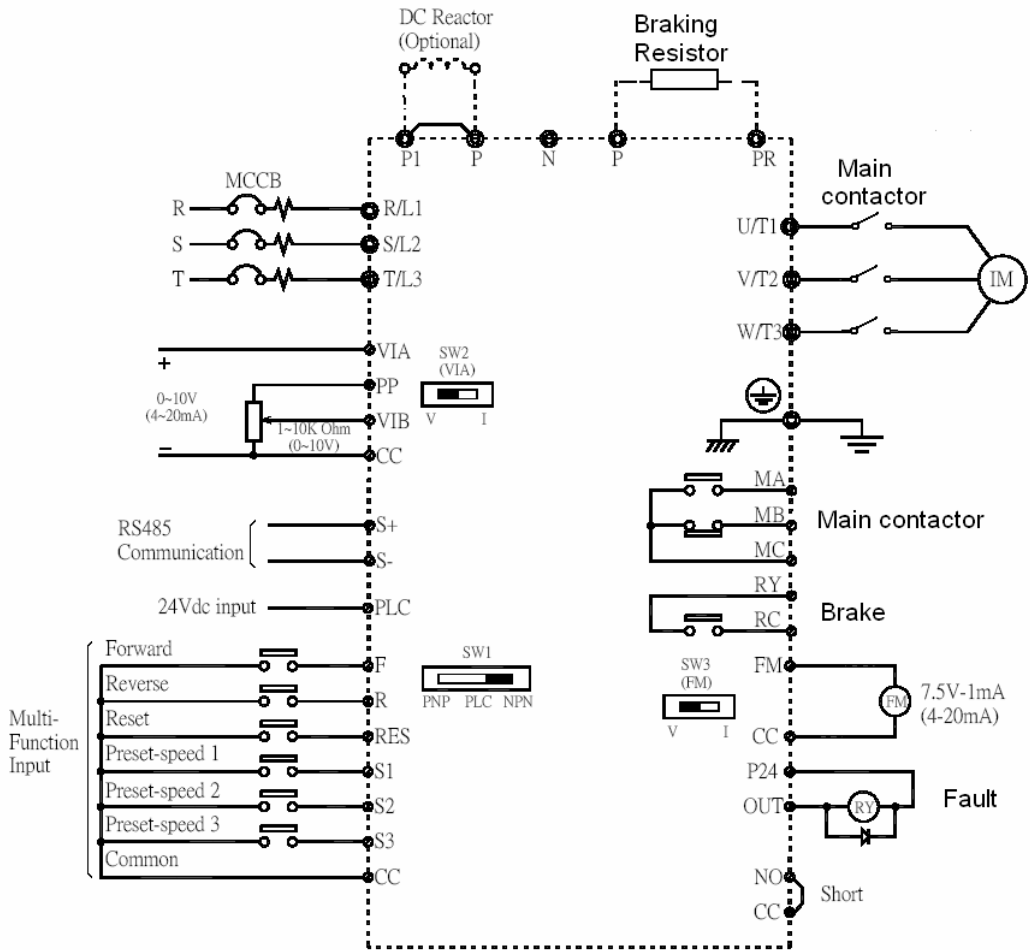 DC Reactor
(Optional)
Braking
Resistor
P1
P
N
P
PR
MCCB
R
R/L1
S
S/L2
T
T/L3
Main
contactor
U/T1
V/T2
IM
W/T3
VIA
+
PP
0~10V
(4~20mA)
VIB
1~10K Ohm
(0~10V)
−
CC
SW2
(VIA)
V I
MA
MB
Main contactor
MC
RS485
Communication
S+
S-
RY
RC
Brake
24Vdc input
PLC
Multi-
Function
Input
Forward
F
Reverse
R
Reset
RES
Preset-speed 1
S1
Preset-speed 2
S2
Preset-speed 3
S3
Common
CC
SW1
PNP PLC NPN
SW3
(FM)
V I
FM
FM
7.5V-1mA
(4-20mA)
CC
P24
OUT
RY
Fault
NO
Short
CC